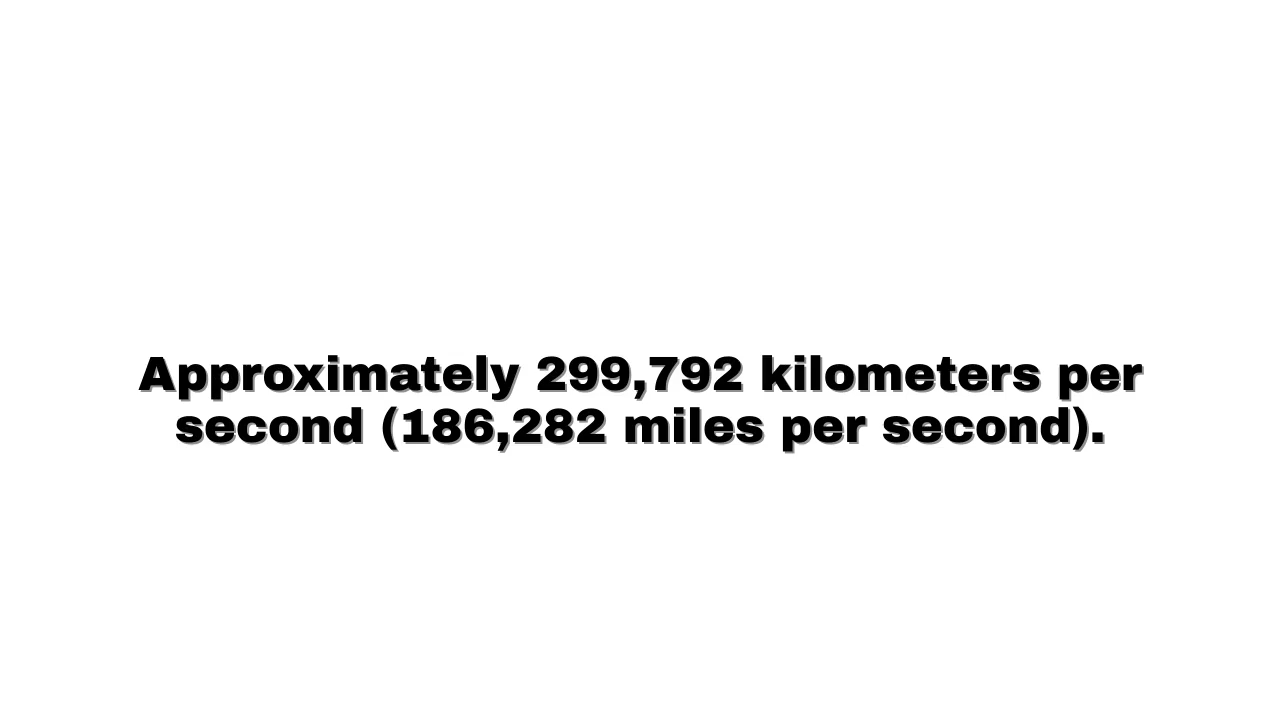 Approximately 299,792 kilometers per
second (186,282 miles per second).